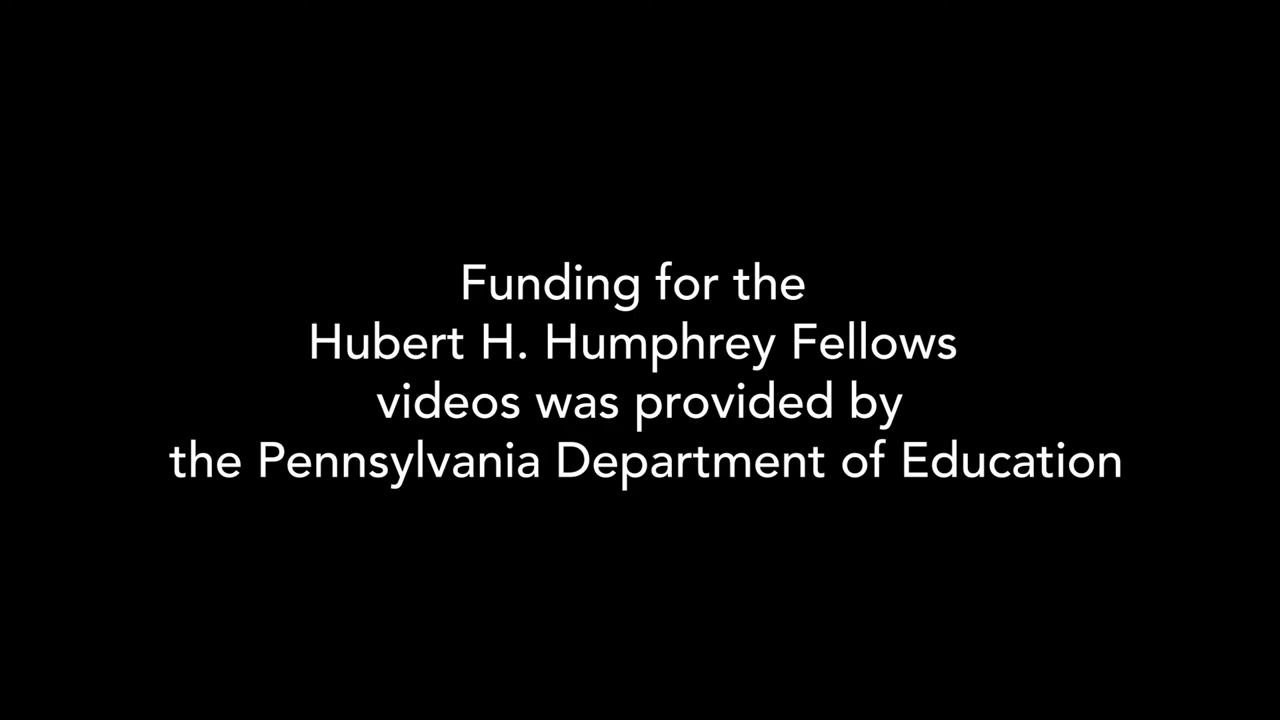 Funding for the
Hubert H. Humphrey Fellows
videos was provided by
the Pennsylvania Department of Education